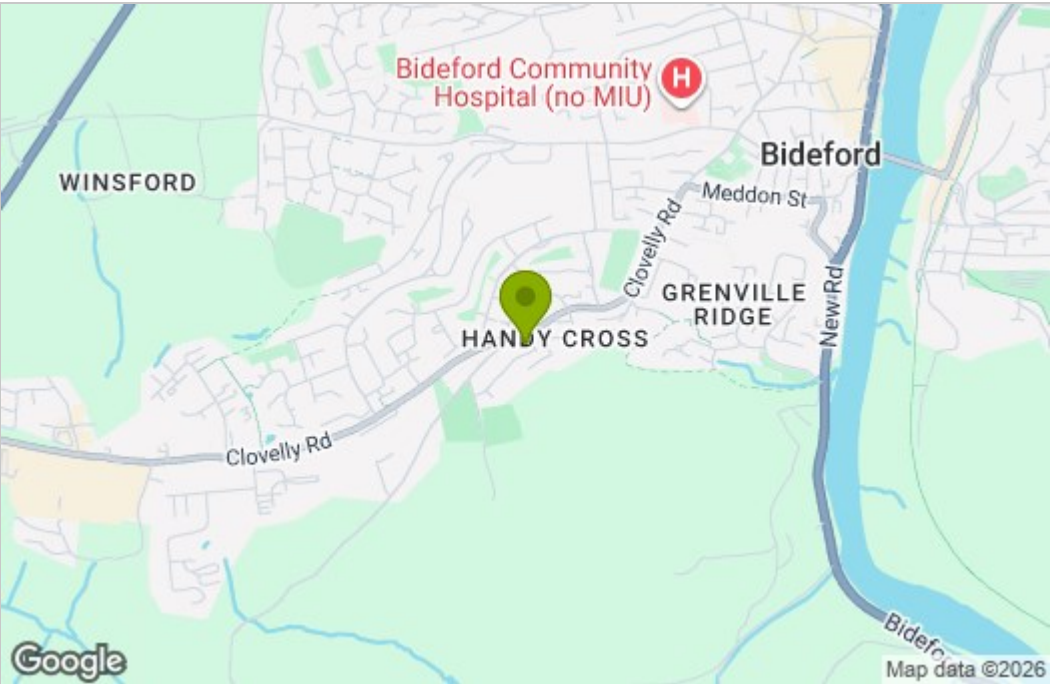 Bideford Community
Hospital (no MIU)
H
Bideford
WINSFORD
Meddon St
Clovelly Rd
GRENVILLE
RIDGE
New Rd
HANDY CROSS
Clovelly Rd
Google
Map data ©2026